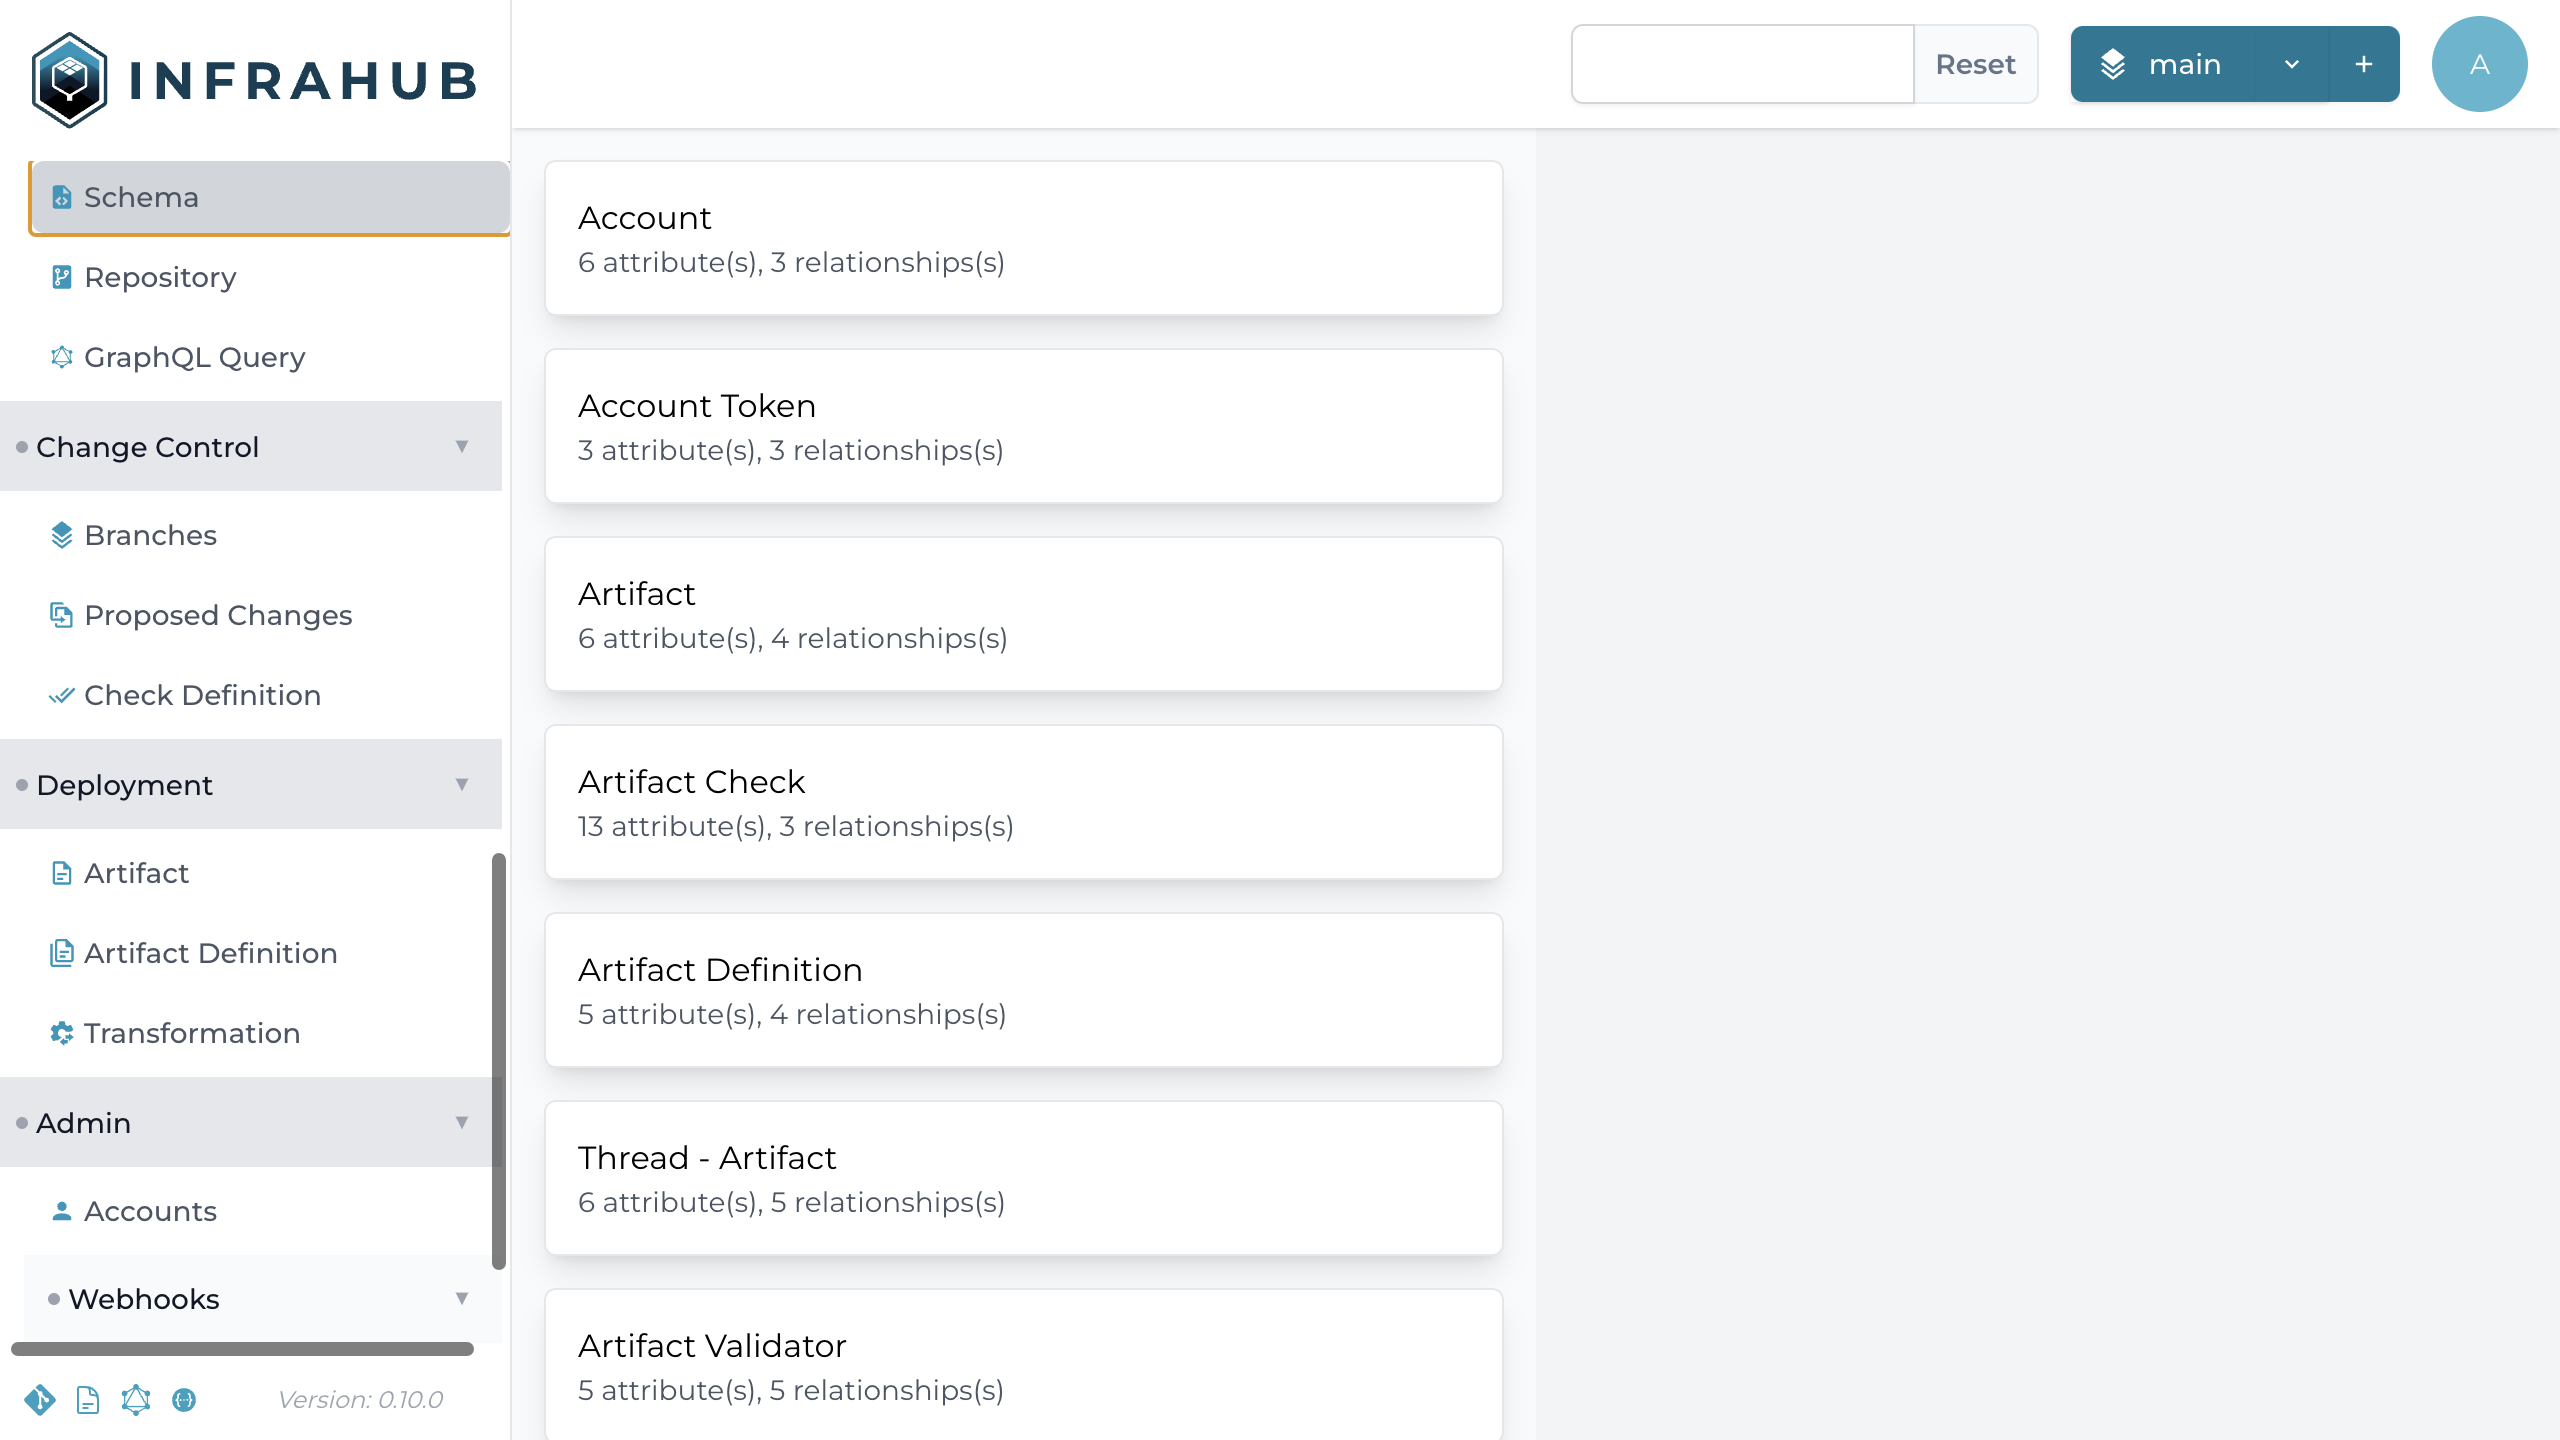 INFRAHUB
Schema
Repository
GraphQL Query
Change Control
Branches
Proposed Changes
Check Definition
Deployment
Artifact
Artifact Definition
Transformation
Admin
Accounts
Webhooks
Version: 0.10.0
Reset
main
A
Account
6 attribute(s), 3 relationships(s)
Account Token
3 attribute(s), 3 relationships(s)
Artifact
6 attribute(s), 4 relationships(s)
Artifact Check
13 attribute(s), 3 relationships(s)
Artifact Definition
5 attribute(s), 4 relationships(s)
Thread - Artifact
6 attribute(s), 5 relationships(s)
Artifact Validator
5 attribute(s), 5 relationships(s)